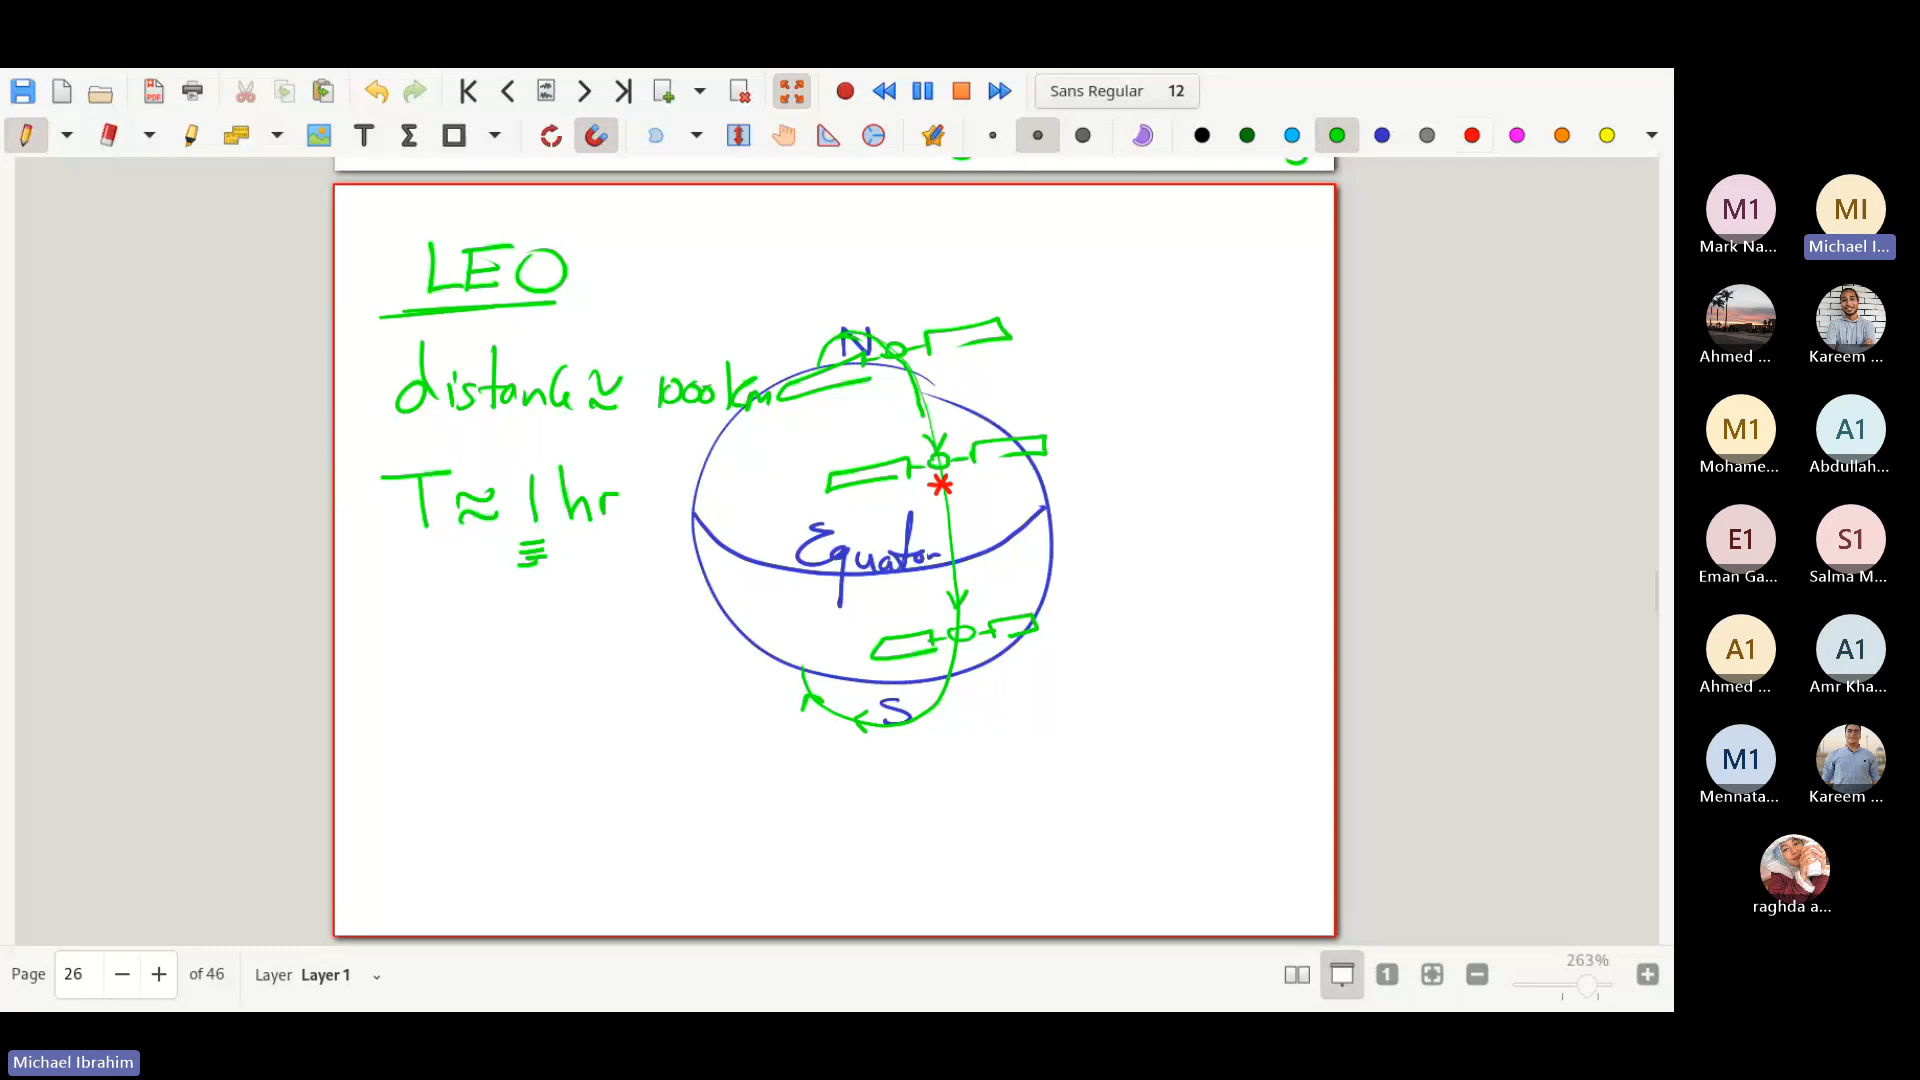 Sans Regular 12
T Σ
LEO
distance ≈ 1000 km
T ≈ 1 hr
N
Equator
S
Page 26 of 46 Layer Layer 1
1
263%
M1 MI
Mark Na... Michael I...
Ahmed ... Kareem ...
M1 A1
Mohame... Abdullah...
E1 S1
Eman Ga... Salma M...
A1 A1
Ahmed ... Amr Kha...
M1
Mennata... Kareem ...
raghda a...
Michael Ibrahim